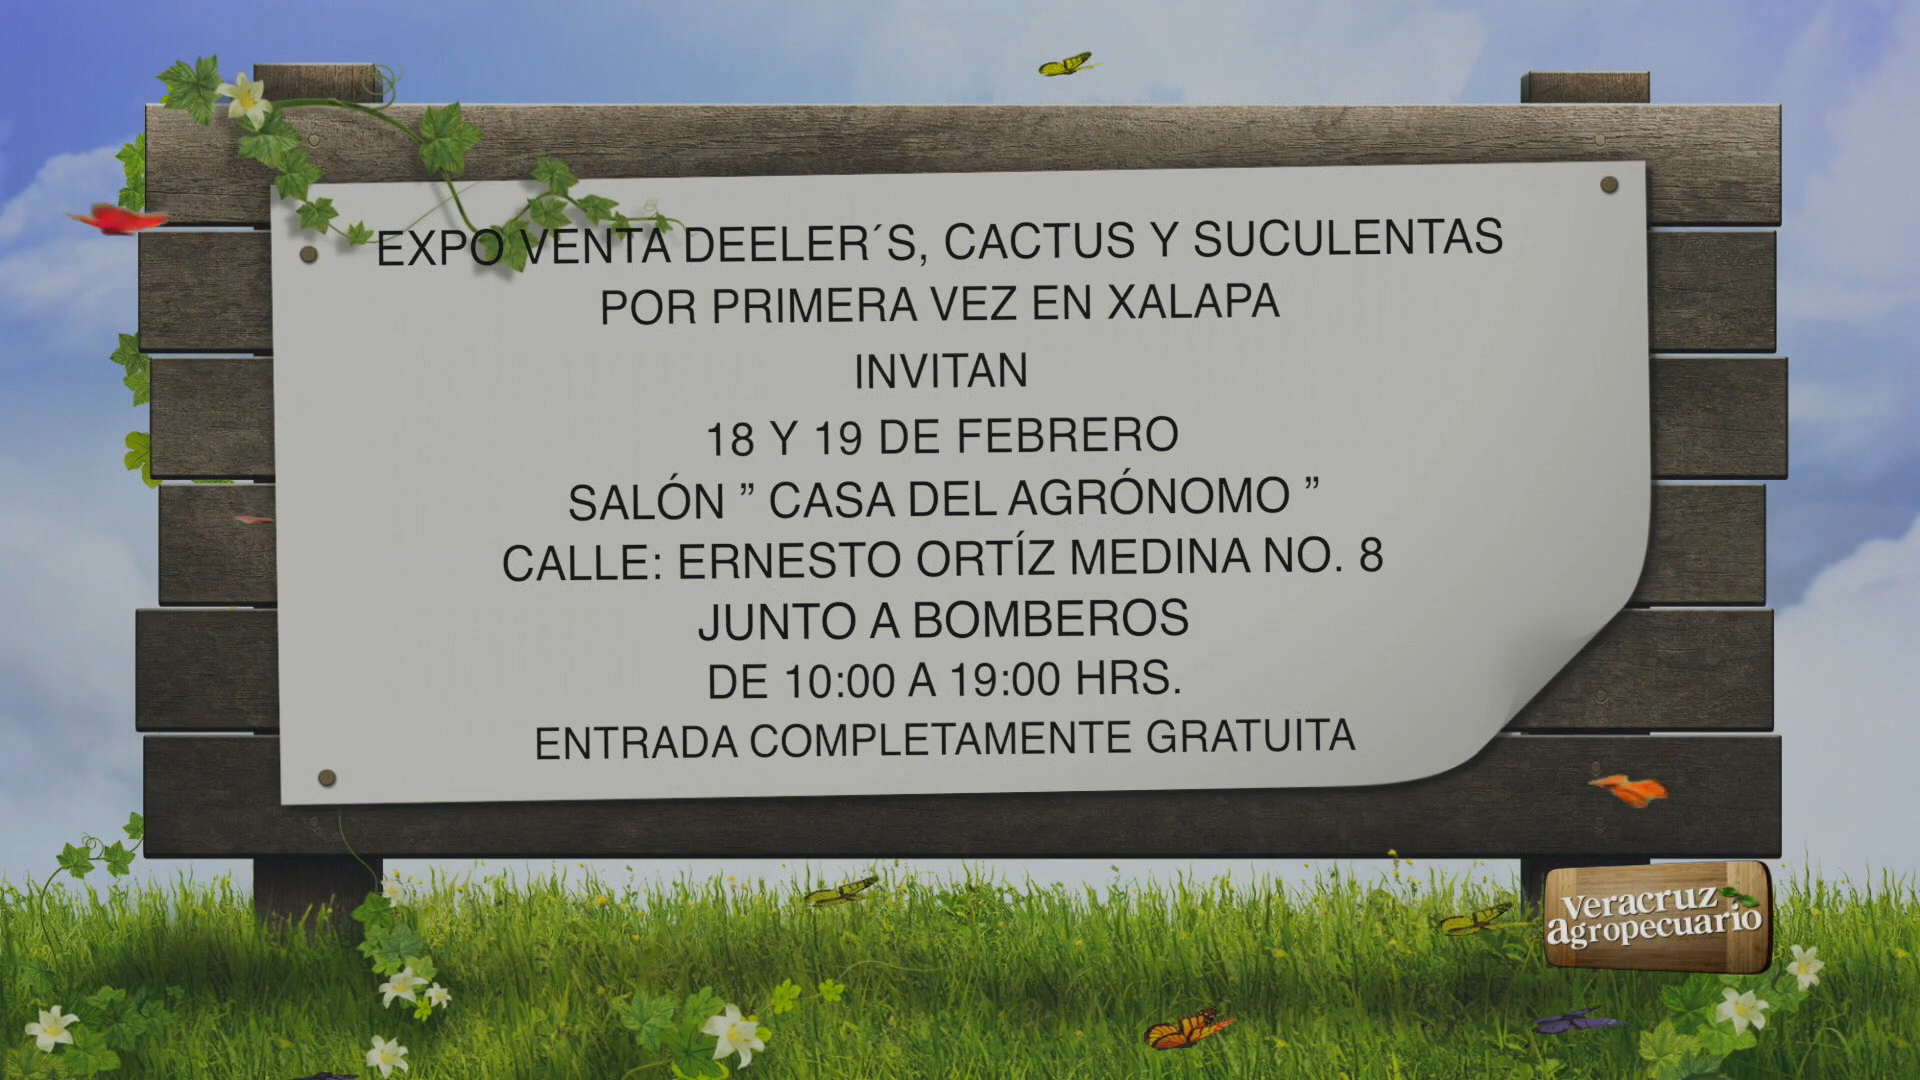 EXPO VENTA DEELER´S, CACTUS Y SUCULENTAS
POR PRIMERA VEZ EN XALAPA
INVITAN
18 Y 19 DE FEBRERO
SALÓN ” CASA DEL AGRÓNOMO ”
CALLE: ERNESTO ORTÍZ MEDINA NO. 8
JUNTO A BOMBEROS
DE 10:00 A 19:00 HRS.
ENTRADA COMPLETAMENTE GRATUITA
veracruz
agropecuario